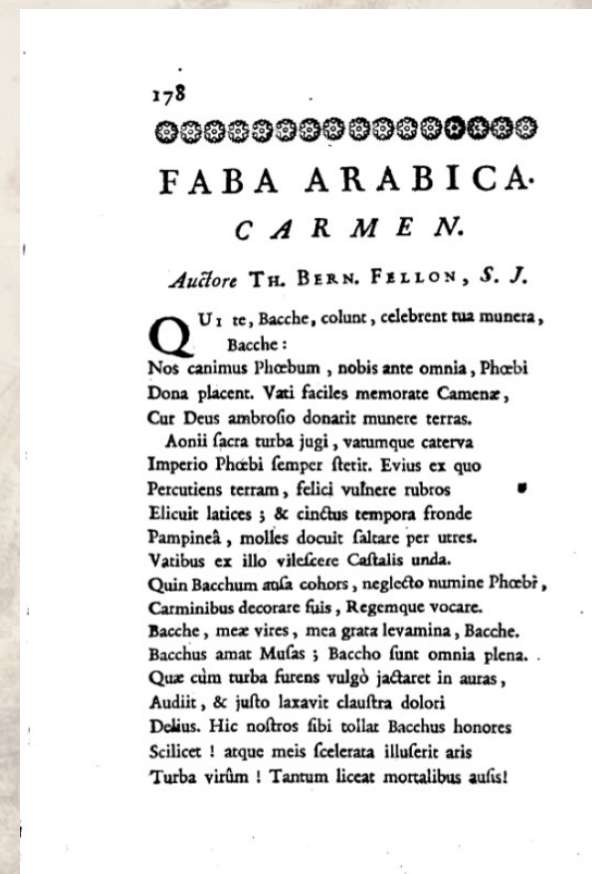 178
FABA ARABICA.
CARMEN.
Auctore TH. BERN. FELLON, S. J.
QUI te, Bacche, colunt, celebrent tua munera,
Bacche :
Nos canimus Phœbum , nobis ante omnia, Phœbi
Dona placent. Vati faciles memorate Camenæ,
Cur Deus ambroſio donarit munere terras.
Aonii ſacra turba jugi, vatumque caterva
Imperio Phœbi ſemper ſtetit. Evius ex quo
Percutiens terram, felici vulnere rubros
Elicuit latices ; & cinctus tempora fronde
Pampineâ, molles docuit ſaltare per utres.
Vatibus ex illo vileſcere Caſtalis unda.
Quin Bacchum auſa cohors, neglecto numine Phœbi,
Carminibus decorare ſuis, Regemque vocare.
Bacche, meæ vires, mea grata levamina, Bacche.
Bacchus amat Muſas ; Baccho ſunt omnia plena.
Quæ cùm turba furens vulgò jactaret in auras,
Audiit, & juſto laxavit clauſtra dolori
Delius. Hic noſtros ſibi tollat Bacchus honores
Scilicet ! atque meis ſcelerata illuſerit aris
Turba virûm ! Tantum liceat mortalibus auſis!